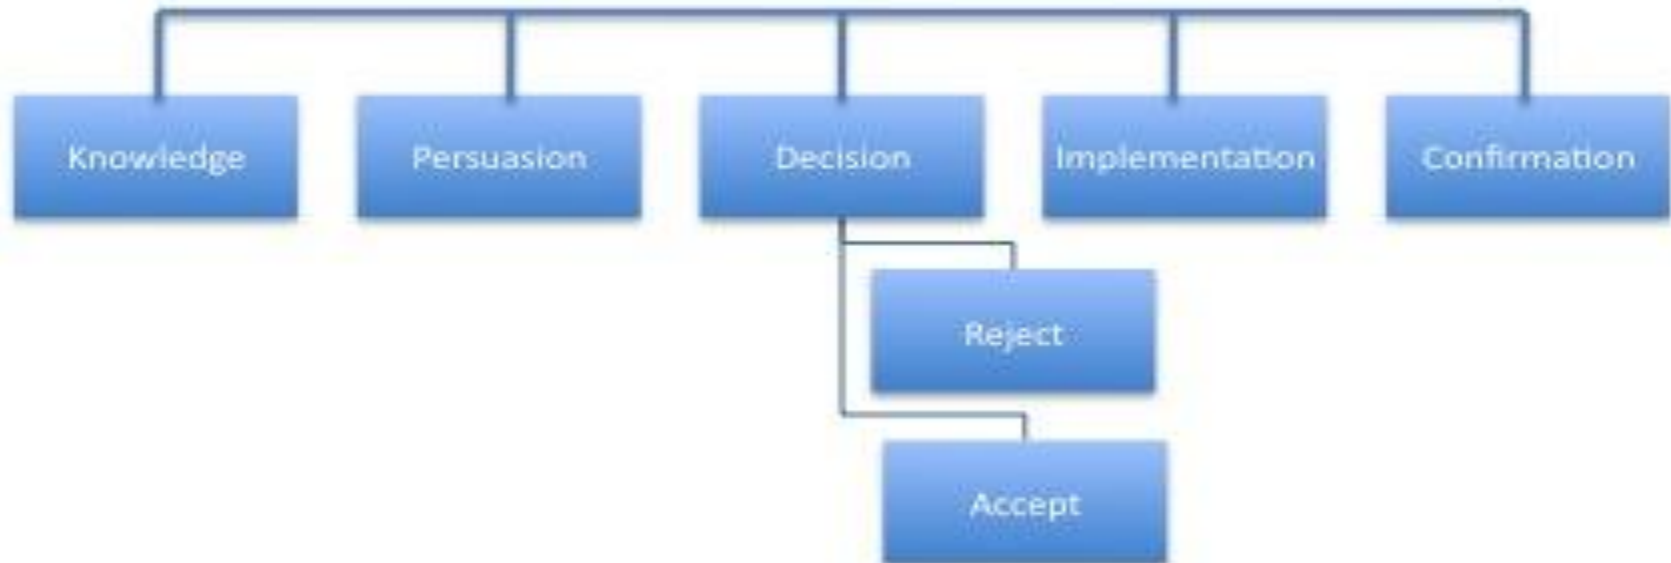 Knowledge
Persuasion
Decision
Implementation
Confirmation
Reject
Accept